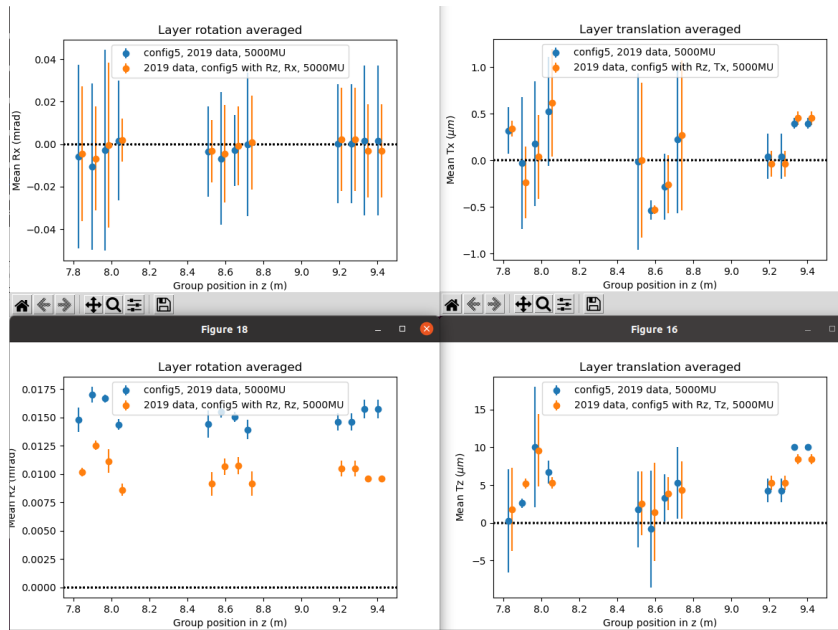 Layer rotation averaged
config5, 2019 data, 5000MU
2019 data, config5 with Rz, Rx, 5000MU
Mean Rx (mrad)
0.04
0.02
0.00
−0.02
−0.04
7.8 8.0 8.2 8.4 8.6 8.8 9.0 9.2 9.4
Group position in z (m)
Layer translation averaged
config5, 2019 data, 5000MU
2019 data, config5 with Rz, Tx, 5000MU
Mean Tx (μm)
1.0
0.5
0.0
−0.5
−1.0
7.8 8.0 8.2 8.4 8.6 8.8 9.0 9.2 9.4
Group position in z (m)
Figure 18
Layer rotation averaged
config5, 2019 data, 5000MU
2019 data, config5 with Rz, Rz, 5000MU
Mean Rz (mrad)
0.0175
0.0150
0.0125
0.0100
0.0075
0.0050
0.0025
0.0000
7.8 8.0 8.2 8.4 8.6 8.8 9.0 9.2 9.4
Group position in z (m)
Figure 16
Layer translation averaged
config5, 2019 data, 5000MU
2019 data, config5 with Rz, Tz, 5000MU
Mean Tz (μm)
15
10
5
0
−5
7.8 8.0 8.2 8.4 8.6 8.8 9.0 9.2 9.4
Group position in z (m)